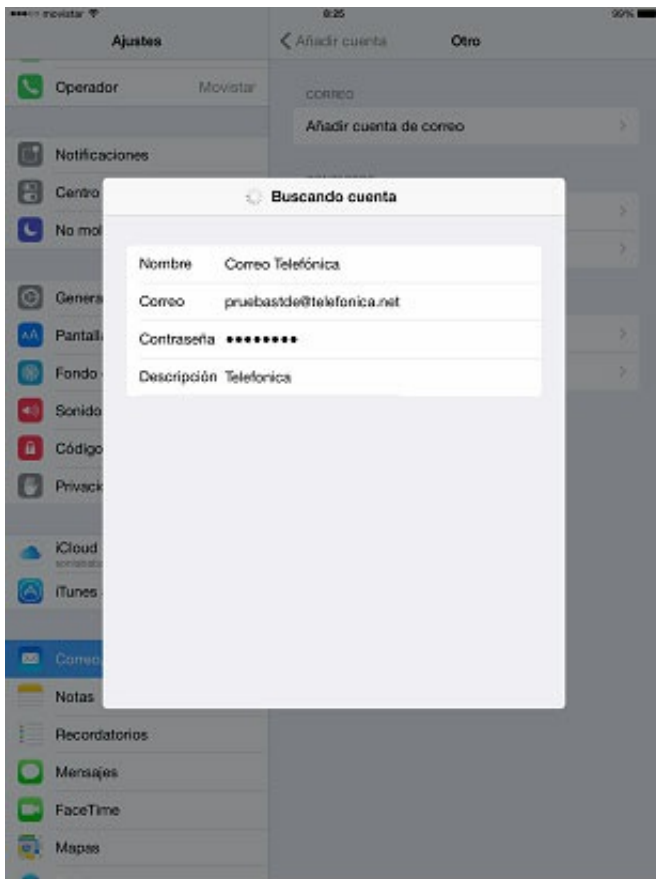 movistar 8:25 99%
Ajustes
Añadir cuenta Otro
Operador Movistar
CORREO
Añadir cuenta de correo
Notificaciones
Centro
No mol
Buscando cuenta
Nombre Correo Telefónica
Correo pruebastde@telefonica.net
Contraseña ••••••••
Descripción Telefonica
Genera
Pantall
Fondo
Sonido
Código
Privaci
iCloud
iTunes
Correo,
Notas
Recordatorios
Mensajes
FaceTime
Mapas